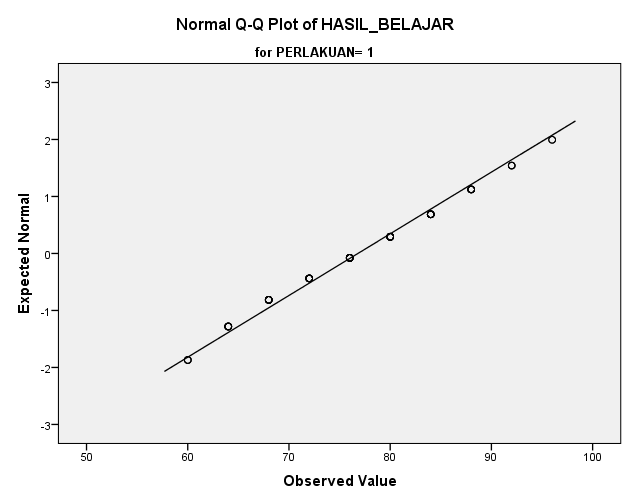 Normal Q-Q Plot of HASIL_BELAJAR
for PERLAKUAN= 1
Expected Normal
3
2
1
0
-1
-2
-3
50 60 70 80 90 100
Observed Value